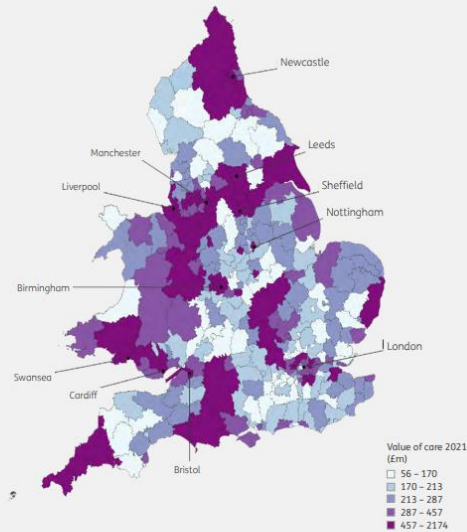 Newcastle
Manchester
Leeds
Liverpool
Sheffield
Nottingham
Birmingham
London
Swansea
Cardiff
Bristol
Value of care 2021
(£m)
56 – 170
170 – 213
213 – 287
287 – 457
457 – 2174